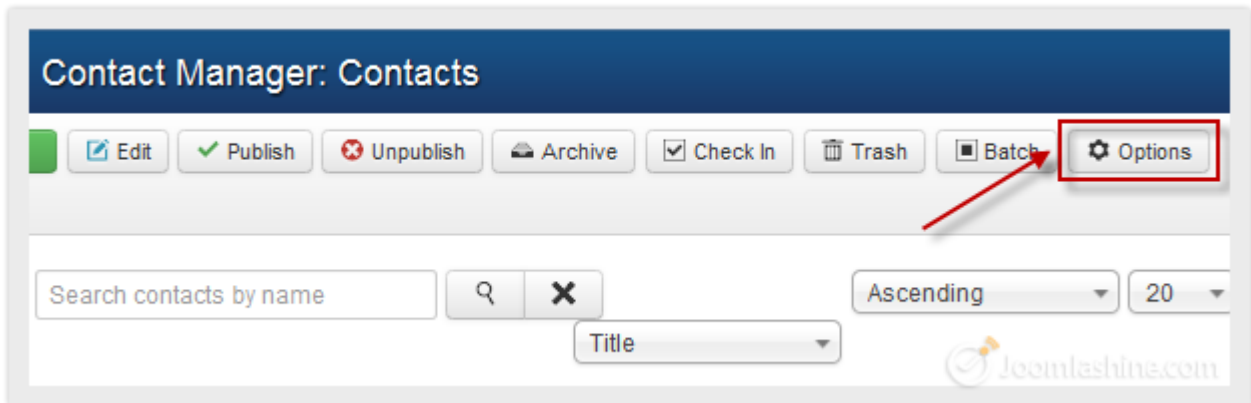 Contact Manager: Contacts
Edit Publish Unpublish Archive Check In Trash Batch Options
Search contacts by name Ascending 20
Title
Joomlashine.com